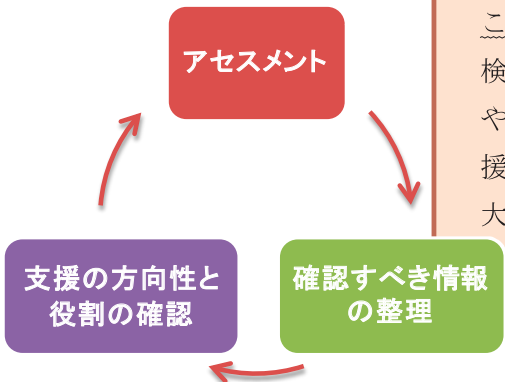 アセスメント
支援の方向性と
役割の確認
確認すべき情報
の整理
こ
検
や
援
大